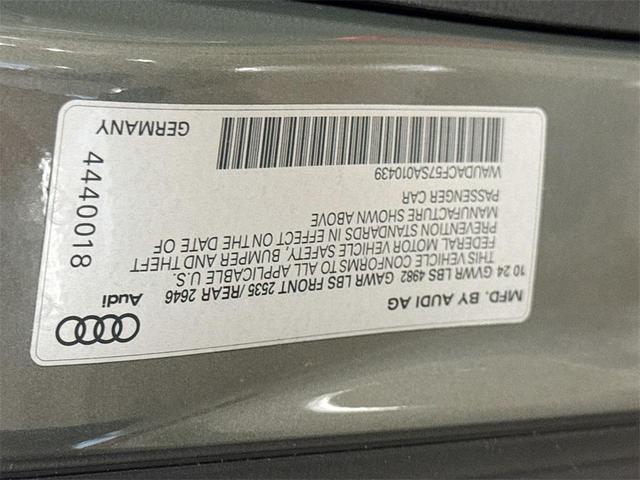 MFD. BY AUDI AG
10 24 GVWR LBS 4982 GAWR LBS FRONT 2535 /REAR 2646
THIS VEHICLE CONFORMS TO ALL APPLICABLE U.S.
FEDERAL MOTOR VEHICLE SAFETY, BUMPER AND THEFT
PREVENTION STANDARDS IN EFFECT ON THE DATE OF
MANUFACTURE SHOWN ABOVE
PASSENGER CAR
WAUDACF57SA010439
GERMANY
4440018
Audi